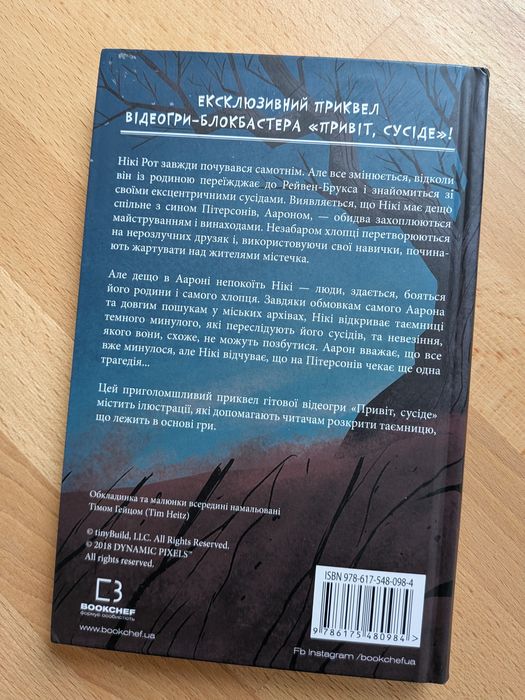 ЕКСКЛЮЗИВНИЙ ПРИКВЕЛ
ВІДЕОГРИ-БЛОКБАСТЕРА «ПРИВІТ, СУСІДЕ»!
Нікі Рот завжди почувався самотнім. Але все змінюється, відколи
він із родиною переїжджає до Рейвен-Брукса і знайомиться зі
своїми ексцентричними сусідами. Виявляється, що Нікі має дещо
спільне з сином Пітерсонів, Аароном, — обидва захоплюються
майструванням і винаходами. Незабаром хлопці перетворюються
на нерозлучних друзяк і, використовуючи свої навички, почина-
ють жартувати над жителями містечка.
Але дещо в Аароні непокоїть Нікі — люди, здається, бояться
його родини і самого хлопця. Завдяки обмовкам самого Аарона
та довгим пошукам у міських архівах, Нікі відкриває таємниці
темного минулого, які переслідують його сусідів, та невезіння,
якого вони, схоже, не можуть позбутися. Аарон вважає, що все
вже минулося, але Нікі відчуває, що на Пітерсонів чекає ще одна
трагедія...
Цей приголомшливий приквел гітової відеогри «Привіт, сусіде»
містить ілюстрації, які допомагають читачам розкрити таємницю,
що лежить в основі гри.
Обкладинка та малюнки всередині намальовані
Тімом Гейцом (Tim Heitz)
© tinyBuild, LLC. All Rights Reserved.
© 2018 DYNAMIC PIXELS™
All rights reserved.
BOOKCHEF
формує особистість
www.bookchef.ua
ISBN 978-617-548-098-4
9 786175 480984 >
Fb Instagram /bookchefua